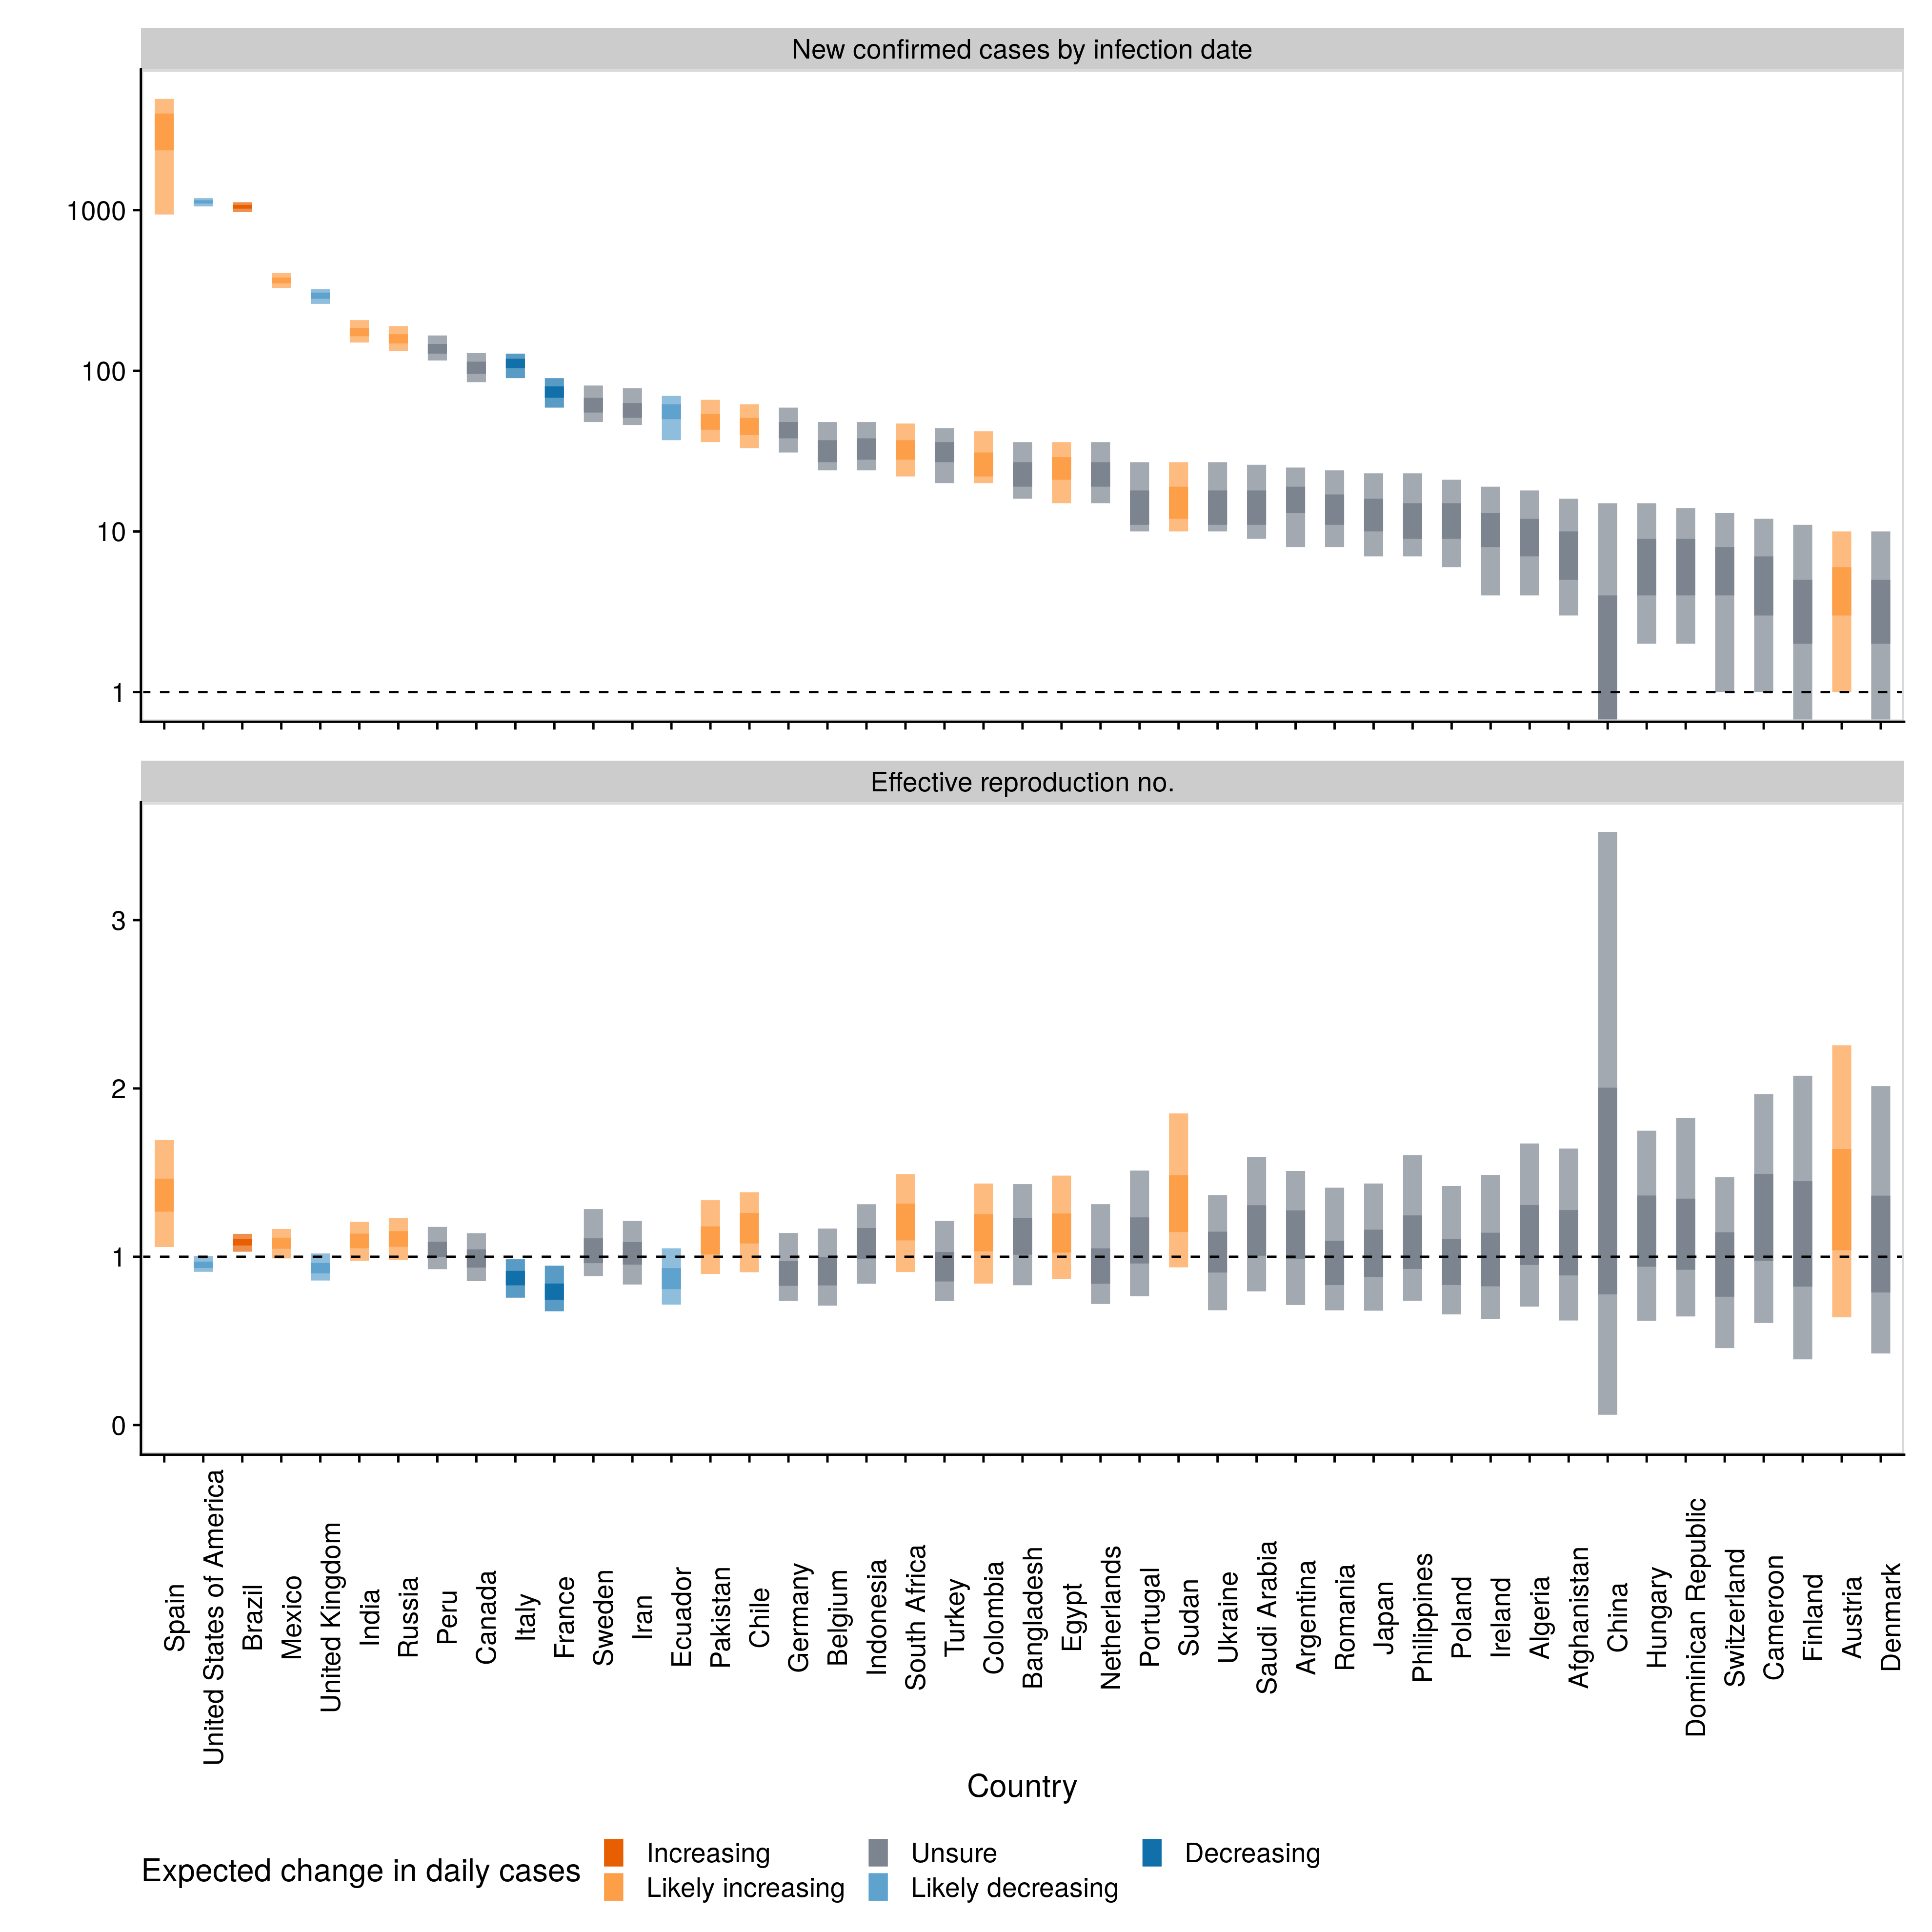 New confirmed cases by infection date
1000
100
10
1
Effective reproduction no.
3
2
1
0
Spain
United States of America
Brazil
Mexico
United Kingdom
India
Russia
Peru
Canada
Italy
France
Sweden
Iran
Ecuador
Pakistan
Chile
Germany
Belgium
Indonesia
South Africa
Turkey
Colombia
Bangladesh
Egypt
Netherlands
Portugal
Sudan
Ukraine
Saudi Arabia
Argentina
Romania
Japan
Philippines
Poland
Ireland
Algeria
Afghanistan
China
Hungary
Dominican Republic
Switzerland
Cameroon
Finland
Austria
Denmark
Country
Expected change in daily cases
Increasing
Unsure
Decreasing
Likely increasing
Likely decreasing